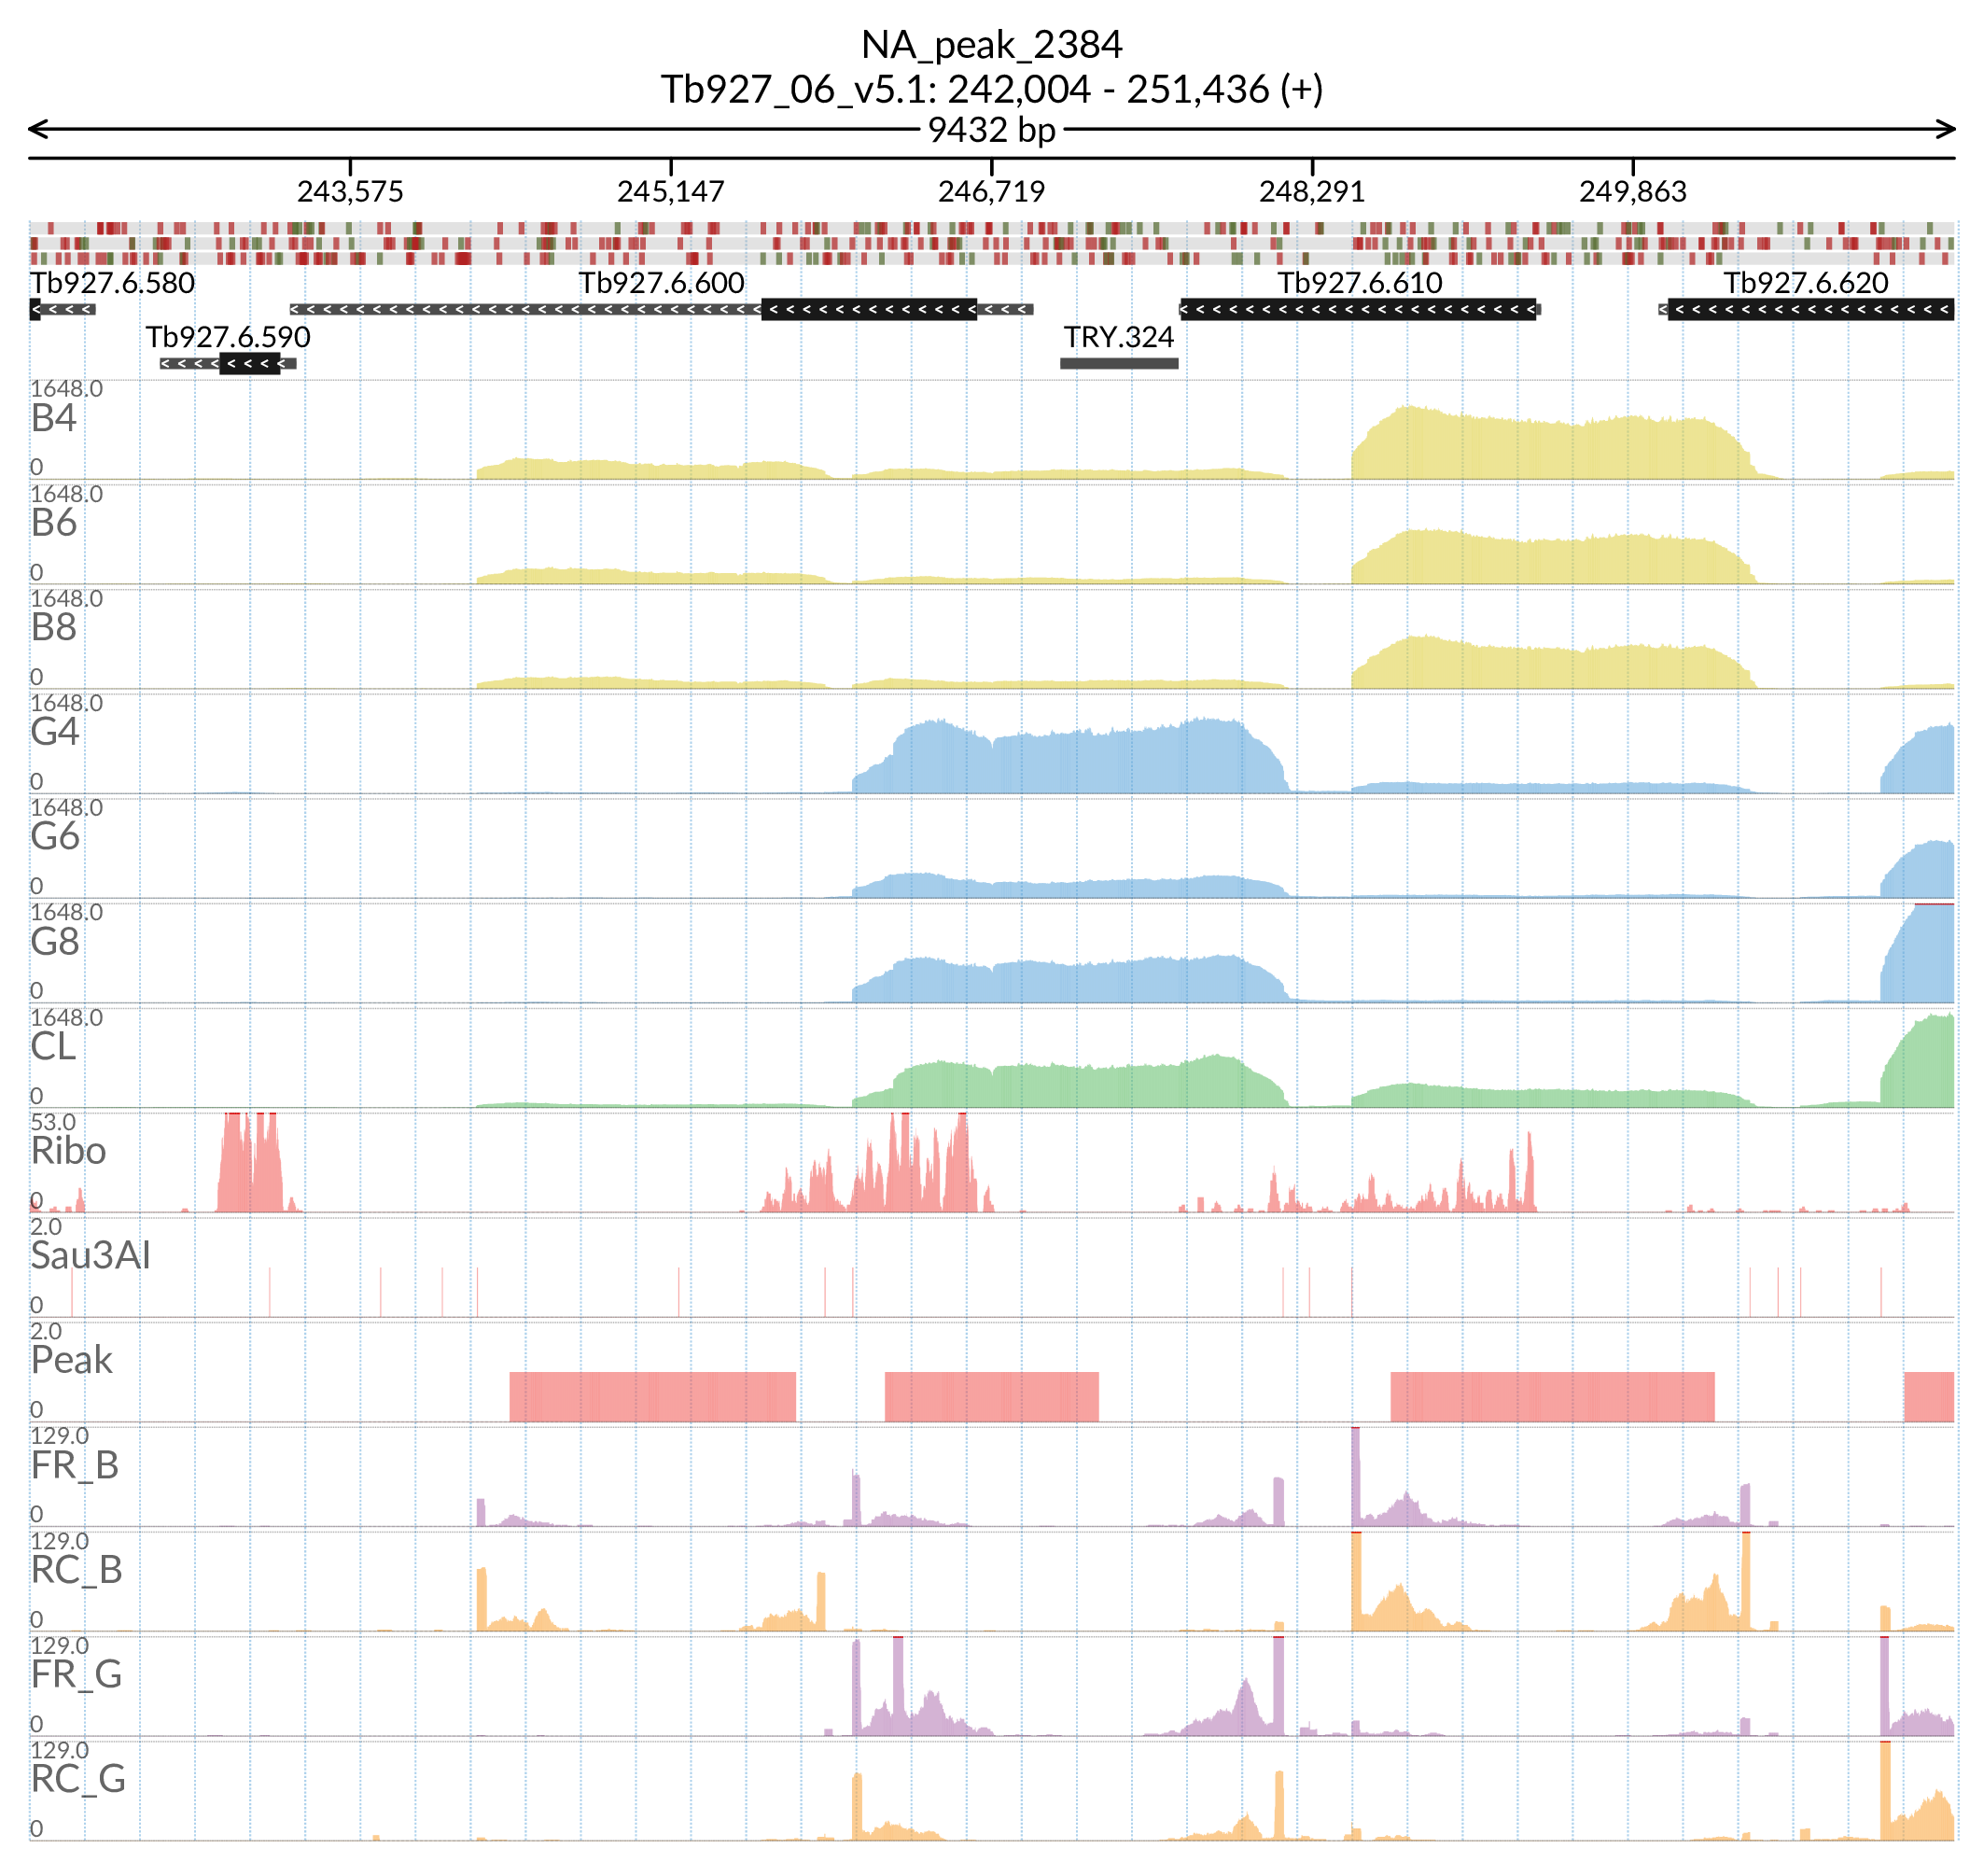 NA_peak_2384
Tb927_06_v5.1: 242,004 - 251,436 (+)
9432 bp
243,575 245,147 246,719 248,291 249,863
Tb927.6.580 Tb927.6.600 Tb927.6.610 Tb927.6.620
Tb927.6.590 TRY.324
1648.0
B4
0
1648.0
B6
0
1648.0
B8
0
1648.0
G4
0
1648.0
G6
0
1648.0
G8
0
1648.0
CL
0
53.0
Ribo
0
2.0
Sau3AI
0
2.0
Peak
0
129.0
FR_B
0
129.0
RC_B
0
129.0
FR_G
0
129.0
RC_G
0